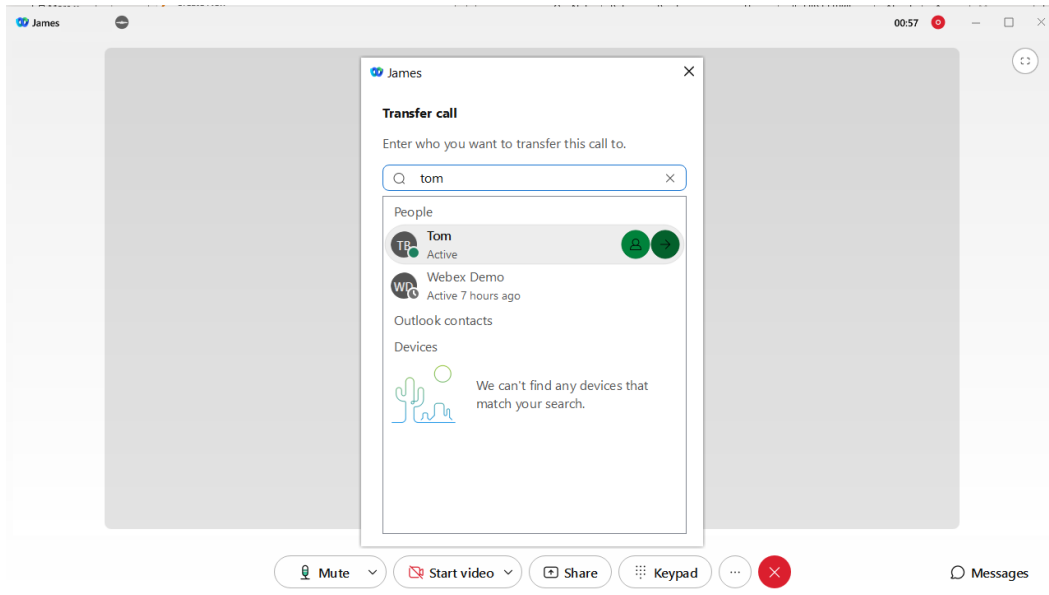 James
00:57
James
Transfer call
Enter who you want to transfer this call to.
tom
People
TB
Tom
Active
WD
Webex Demo
Active 7 hours ago
Outlook contacts
Devices
We can't find any devices that
match your search.
Mute
Start video
Share
Keypad
Messages